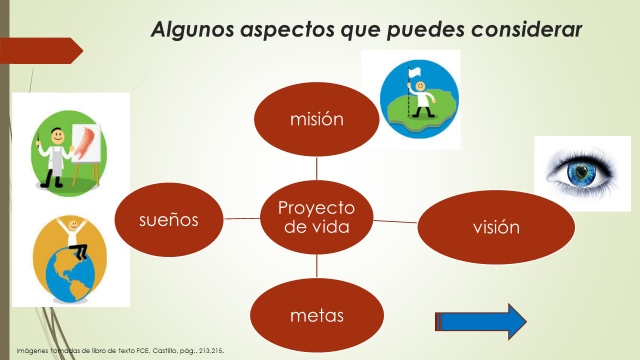 Algunos aspectos que puedes considerar
misión
sueños
Proyecto
de vida
visión
metas
Imágenes tomadas de libro de texto FCE, Castillo, pág.. 213,215.